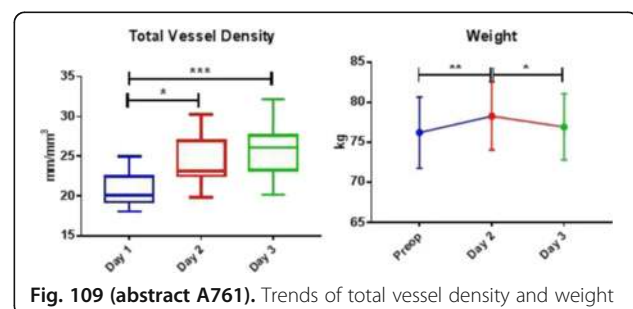 Total Vessel Density
Weight
***
*
35
30
25
20
15
mm/mm³
Day 1
Day 2
Day 3
**
*
85
80
75
70
65
kg
Preop
Day 2
Day 3
Fig. 109 (abstract A761). Trends of total vessel density and weight